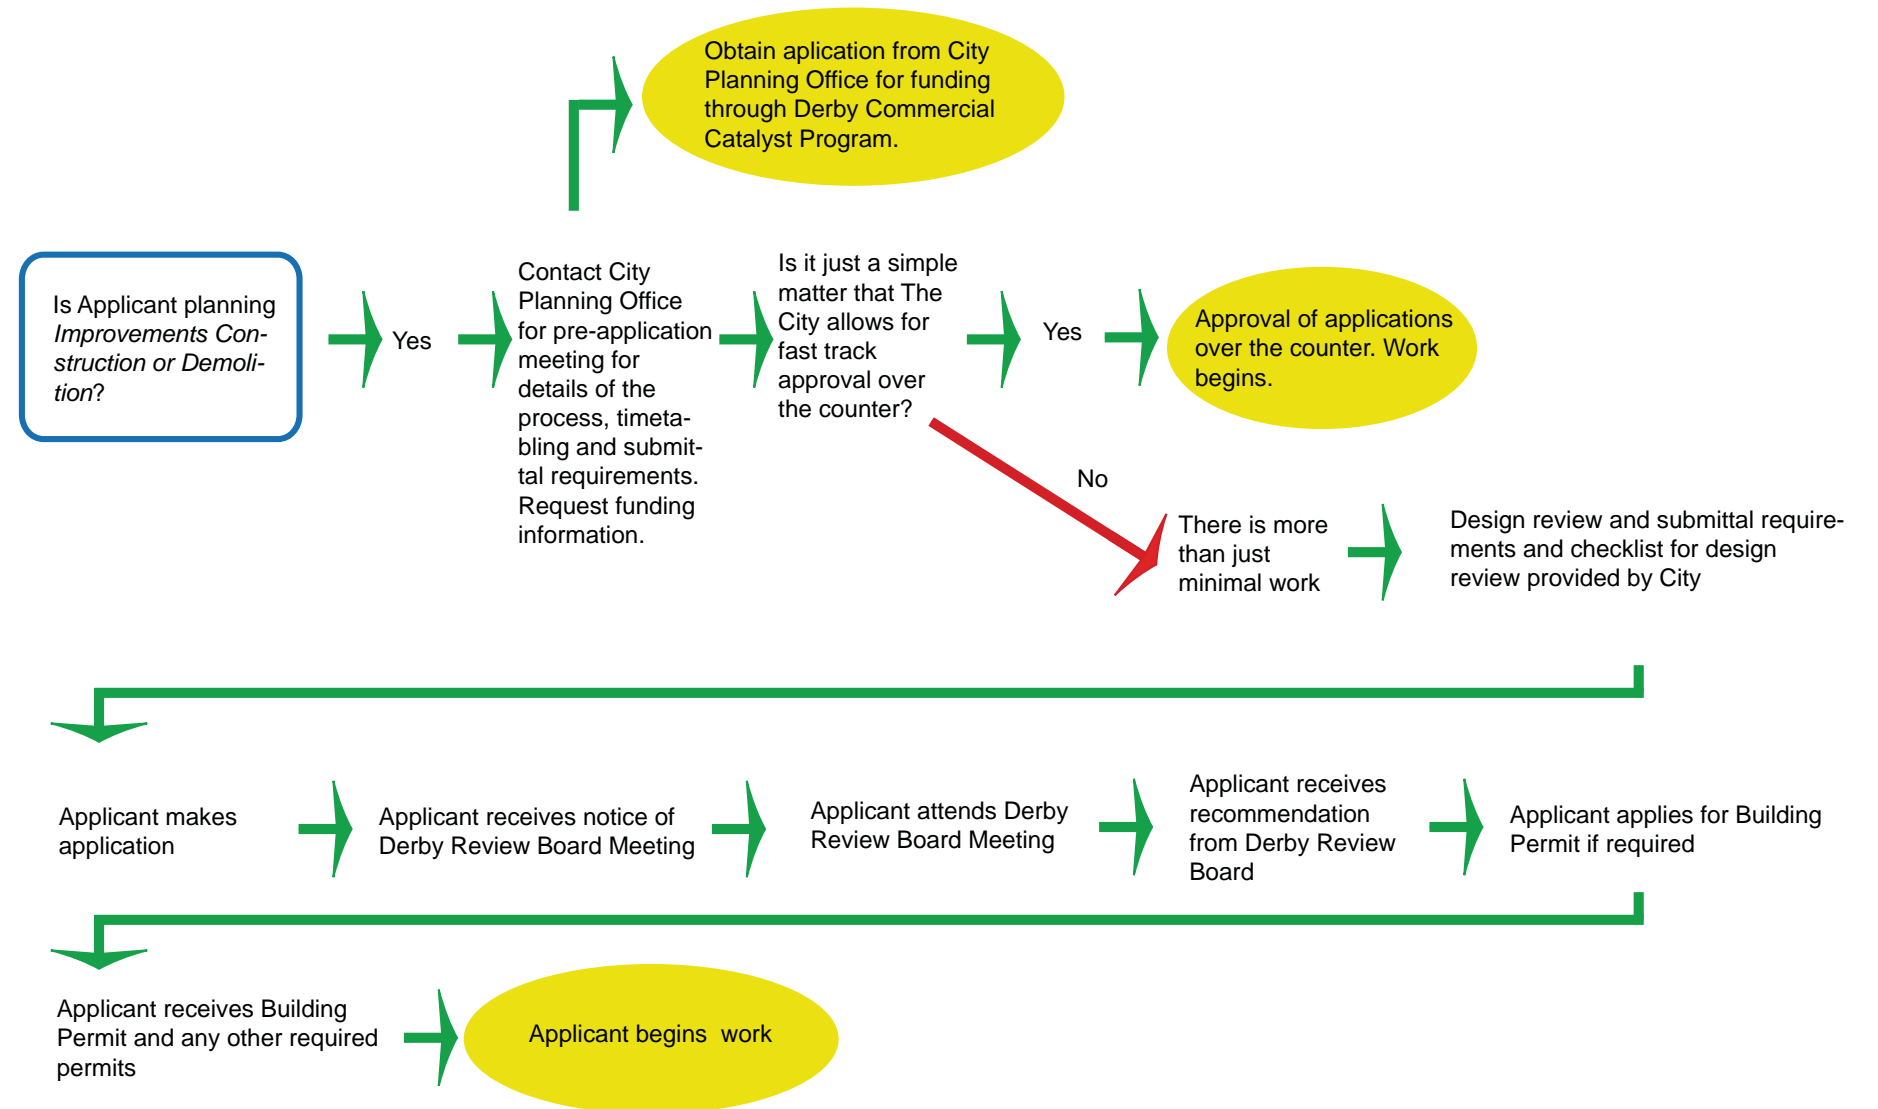 Obtain aplication from City
Planning Office for funding
through Derby Commercial
Catalyst Program.
Is Applicant planning
Improvements Con-
struction or Demoli-
tion?
Yes
Contact City
Planning Office
for pre-application
meeting for
details of the
process, timeta-
bling and submit-
tal requirements.
Request funding
information.
Is it just a simple
matter that The
City allows for
fast track
approval over
the counter?
Yes
Approval of applications
over the counter. Work
begins.
No
There is more
than just
minimal work
Design review and submittal require-
ments and checklist for design
review provided by City
Applicant makes
application
Applicant receives notice of
Derby Review Board Meeting
Applicant attends Derby
Review Board Meeting
Applicant receives
recommendation
from Derby Review
Board
Applicant applies for Building
Permit if required
Applicant receives Building
Permit and any other required
permits
Applicant begins  work